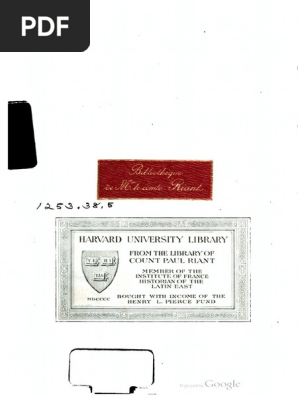 PDF
Bibliothèque
de M. le comte Riant
1253.38.5
HARVARD UNIVERSITY LIBRARY
FROM THE LIBRARY OF
COUNT PAUL RIANT
MEMBER OF THE
INSTITUTE OF FRANCE
HISTORIAN OF THE
LATIN EAST
MDCCCC
BOUGHT WITH INCOME OF THE
HENRY L. PIERCE FUND
Digitized by Google